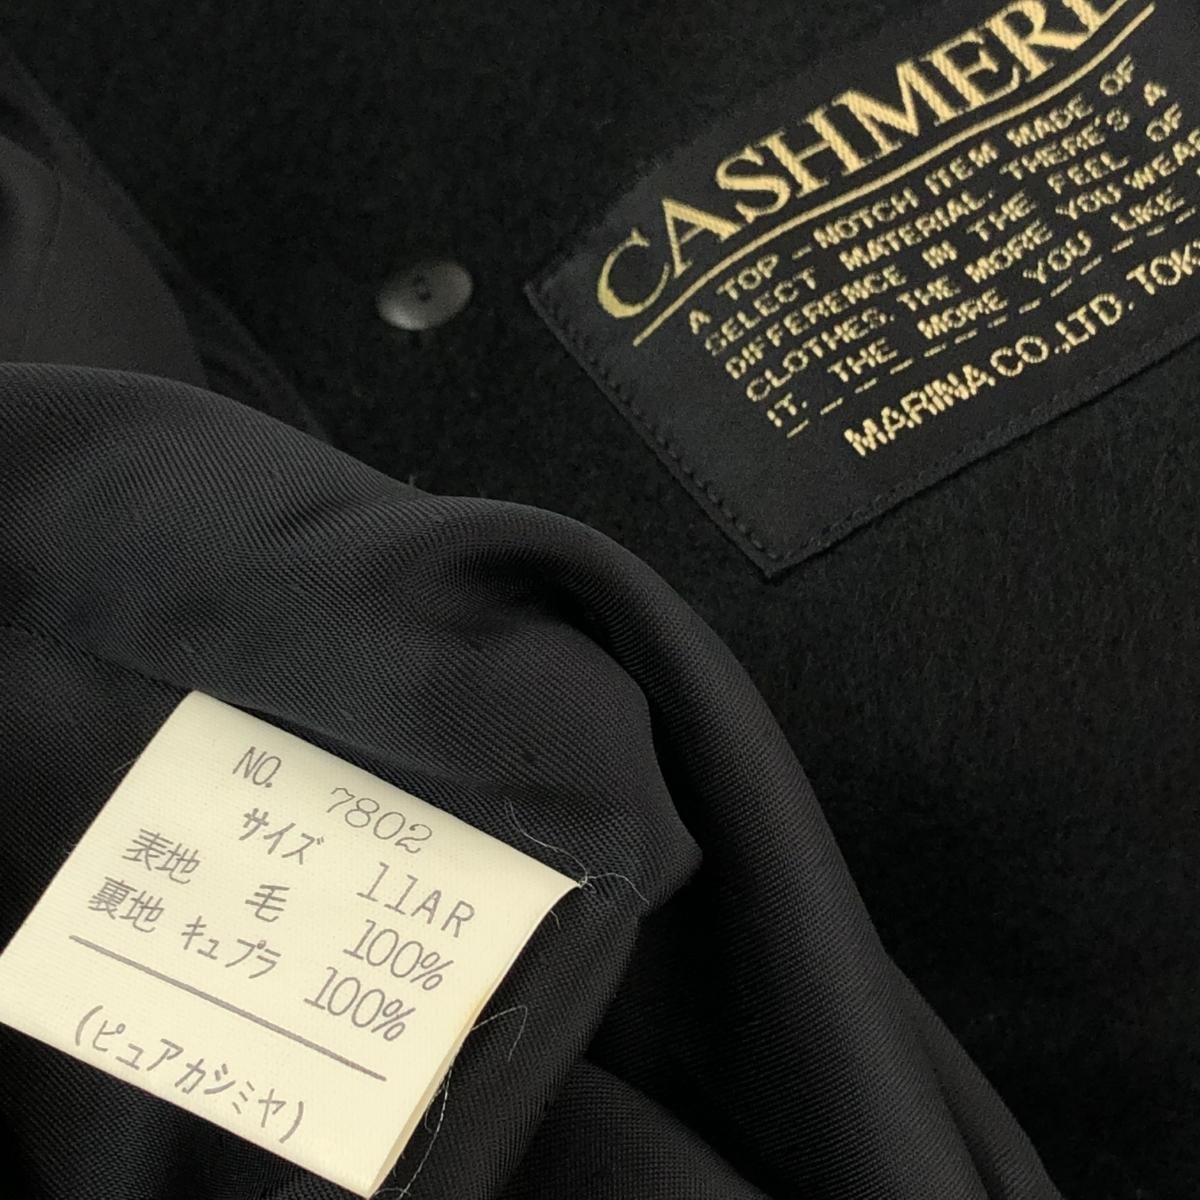 CASHMERE
A TOP-NOTCH ITEM MADE OF
SELECT MATERIAL. THERE'S A
DIFFERENCE IN THE FEEL OF
CLOTHES. THE MORE YOU WEAR
IT. THE MORE YOU LIKE
MARINA CO.,LTD. TOKY
NO. 7802
サイズ 11AR
表地 毛 100%
裏地 キュプラ 100%
(ピュアカシミヤ)